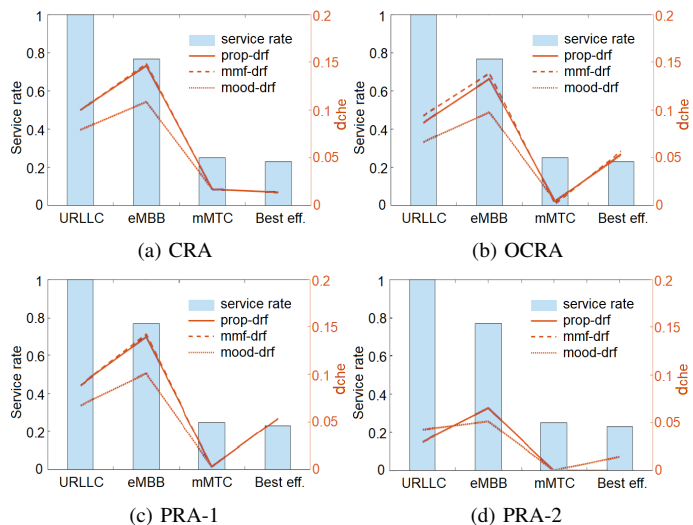 1 0.2
0.8 0.15
0.6 0.1
0.4 0.05
0.2 0
0
Service rate
dche
service rate
prop-drf
mmf-drf
mood-drf
URLLC eMBB mMTC Best eff.
(a) CRA
1 0.2
0.8 0.15
0.6 0.1
0.4 0.05
0.2 0
0
Service rate
dche
service rate
prop-drf
mmf-drf
mood-drf
URLLC eMBB mMTC Best eff.
(b) OCRA
1 0.2
0.8 0.15
0.6 0.1
0.4 0.05
0.2 0
0
Service rate
dche
service rate
prop-drf
mmf-drf
mood-drf
URLLC eMBB mMTC Best eff.
(c) PRA-1
1 0.2
0.8 0.15
0.6 0.1
0.4 0.05
0.2 0
0
Service rate
dche
service rate
prop-drf
mmf-drf
mood-drf
URLLC eMBB mMTC Best eff.
(d) PRA-2